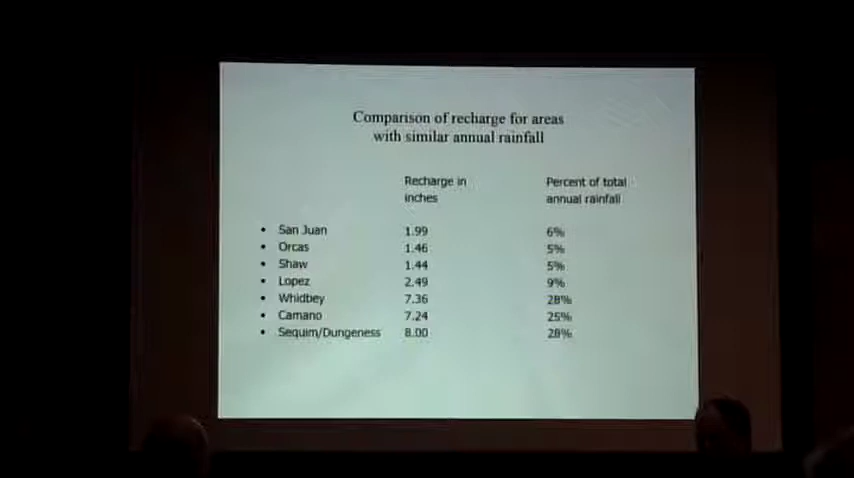 Comparison of recharge for areas
with similar annual rainfall
Recharge in Percent of total
inches annual rainfall
• San Juan 1.99 6%
• Orcas 1.46 5%
• Shaw 1.44 5%
• Lopez 2.49 9%
• Whidbey 7.36 28%
• Camano 7.24 25%
• Sequim/Dungeness 8.00 28%